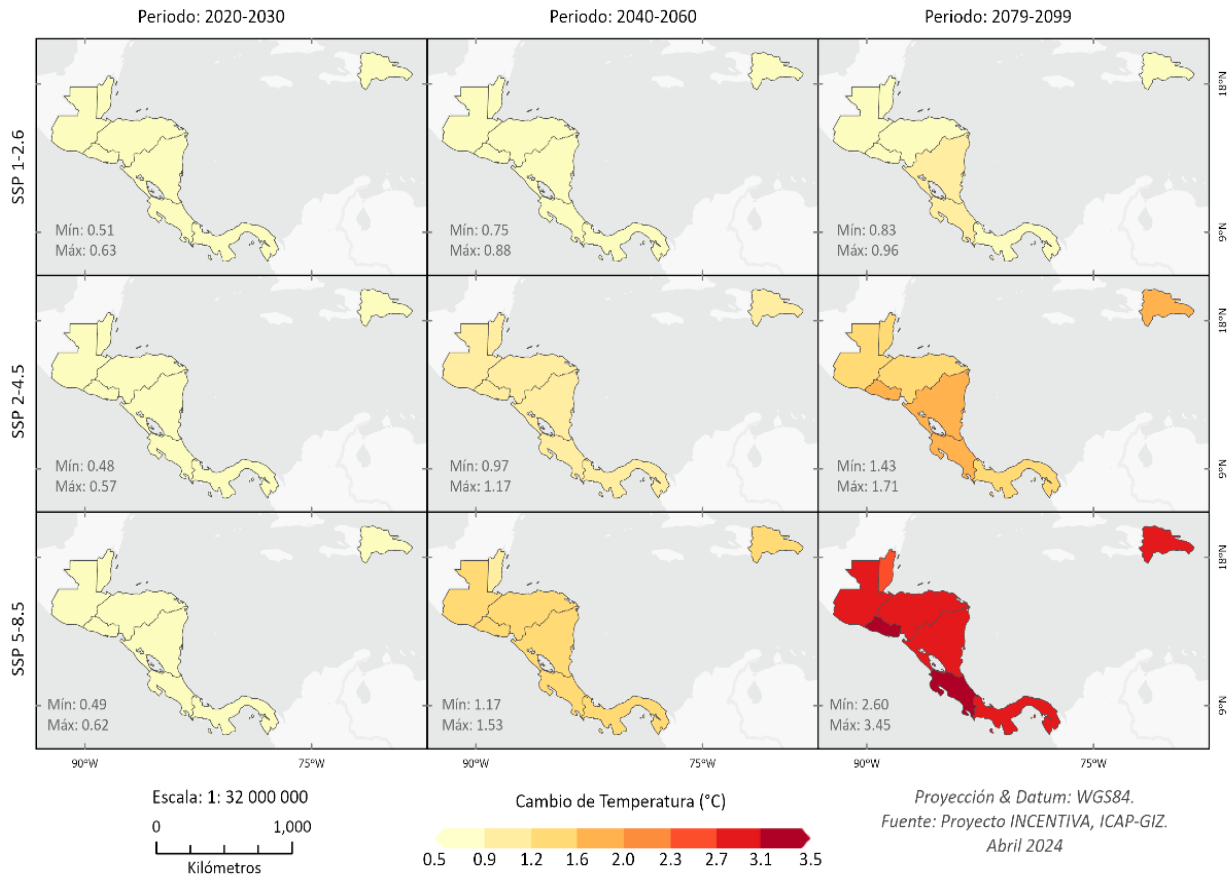 Periodo: 2020-2030
Periodo: 2040-2060
Periodo: 2079-2099
SSP 1-2.6
Mín: 0.51
Máx: 0.63
Mín: 0.75
Máx: 0.88
Mín: 0.83
Máx: 0.96
18°N
9°N
SSP 2-4.5
Mín: 0.48
Máx: 0.57
Mín: 0.97
Máx: 1.17
Mín: 1.43
Máx: 1.71
18°N
9°N
SSP 5-8.5
Mín: 0.49
Máx: 0.62
Mín: 1.17
Máx: 1.53
Mín: 2.60
Máx: 3.45
18°N
9°N
90°W 75°W 90°W 75°W 90°W 75°W
Escala: 1: 32 000 000
0 1,000
Kilómetros
Cambio de Temperatura (°C)
0.5 0.9 1.2 1.6 2.0 2.3 2.7 3.1 3.5
Proyección & Datum: WGS84.
Fuente: Proyecto INCENTIVA, ICAP-GIZ.
Abril 2024